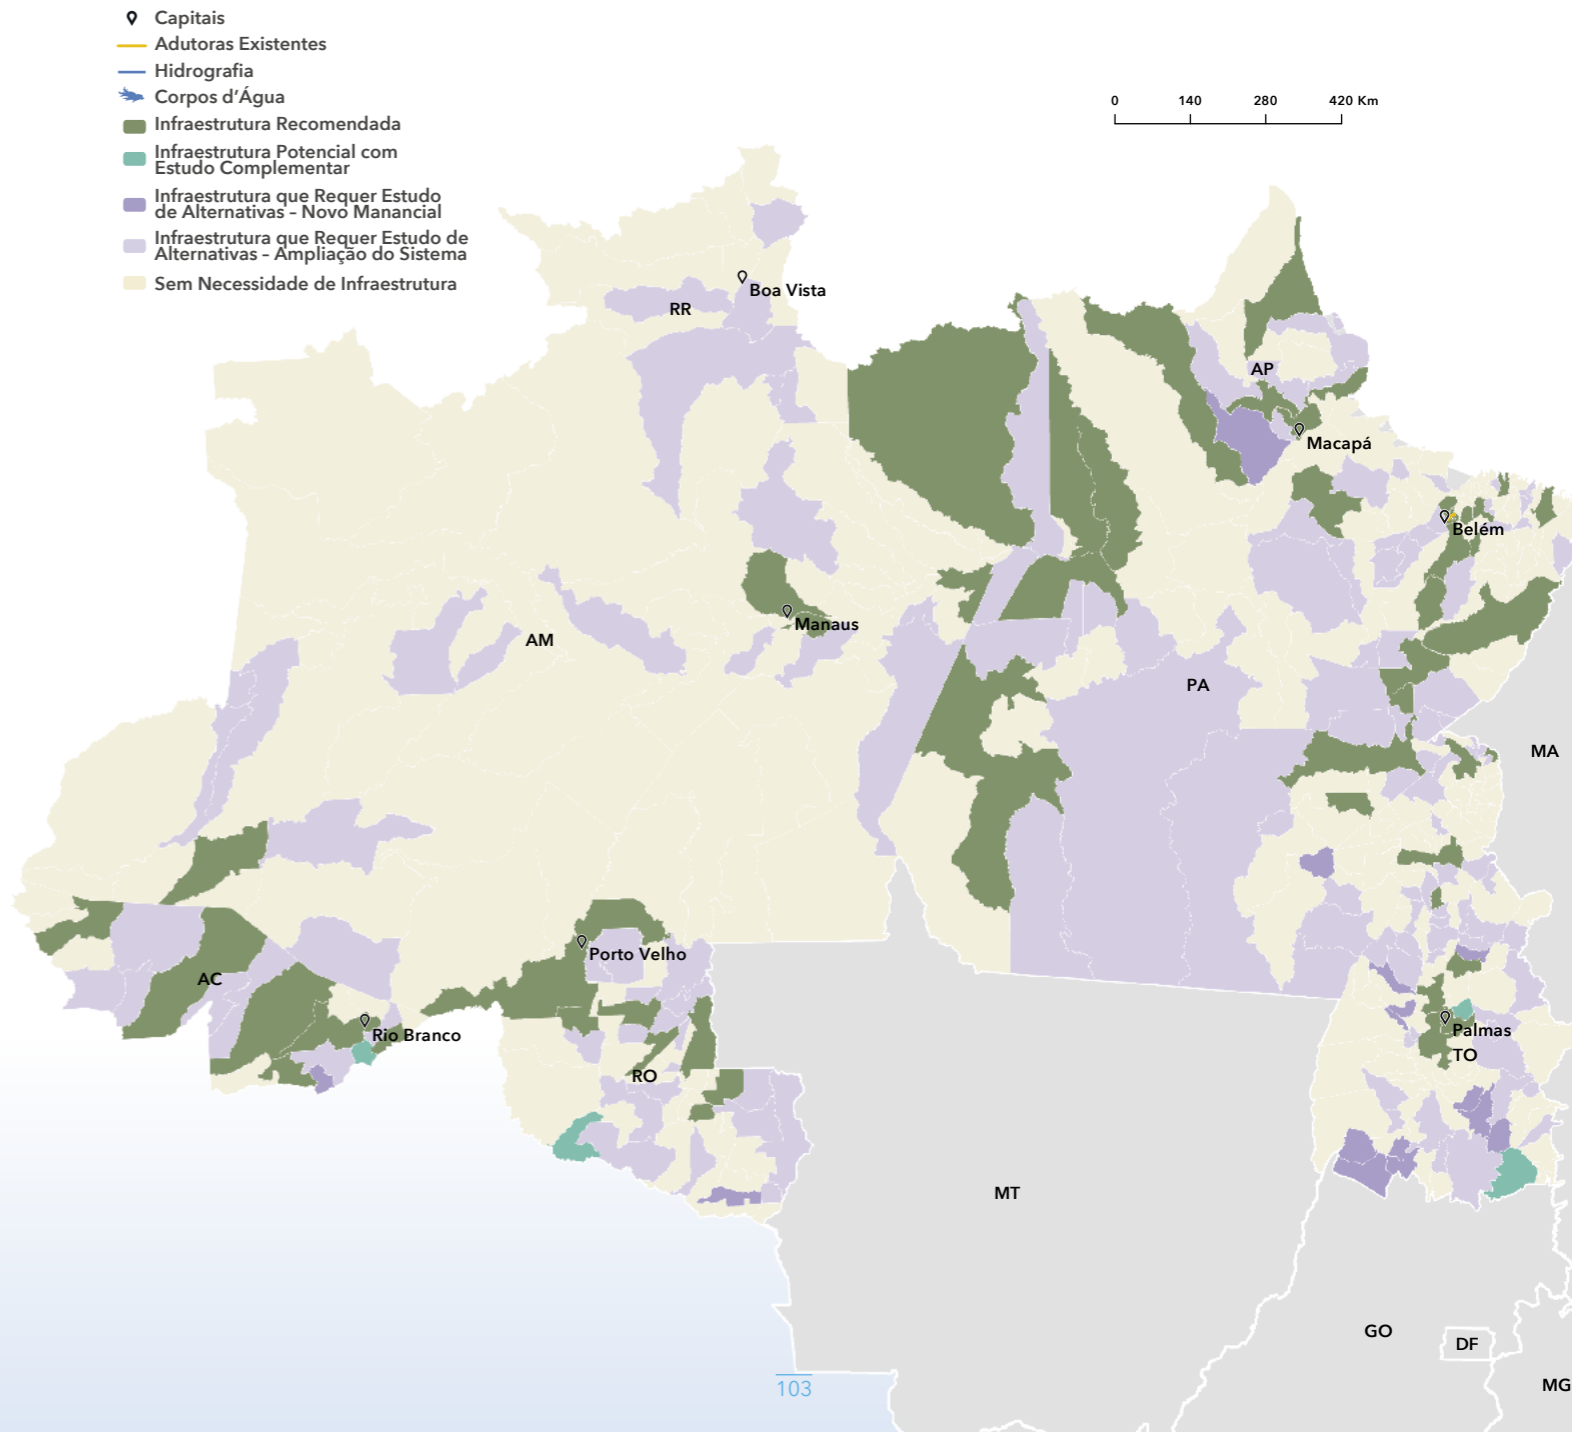 Capitais
Adutoras Existentes
Hidrografia
Corpos d'Água
Infraestrutura Recomendada
Infraestrutura Potencial com
Estudo Complementar
Infraestrutura que Requer Estudo
de Alternativas – Novo Manancial
Infraestrutura que Requer Estudo de
Alternativas – Ampliação do Sistema
Sem Necessidade de Infraestrutura
0 140 280 420 Km
Boa Vista
RR
AP
Macapá
Belém
Manaus
AM
PA
MA
Porto Velho
AC
Rio Branco
Palmas
TO
RO
MT
GO
DF
MG
103